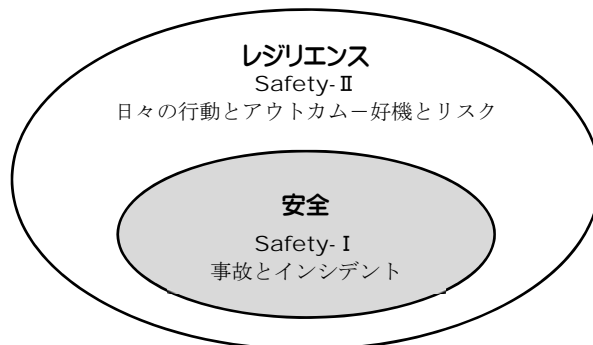 レジリエンス
Safety-Ⅱ
日々の行動とアウトカム－好機とリスク
安全
Safety-Ⅰ
事故とインシデント